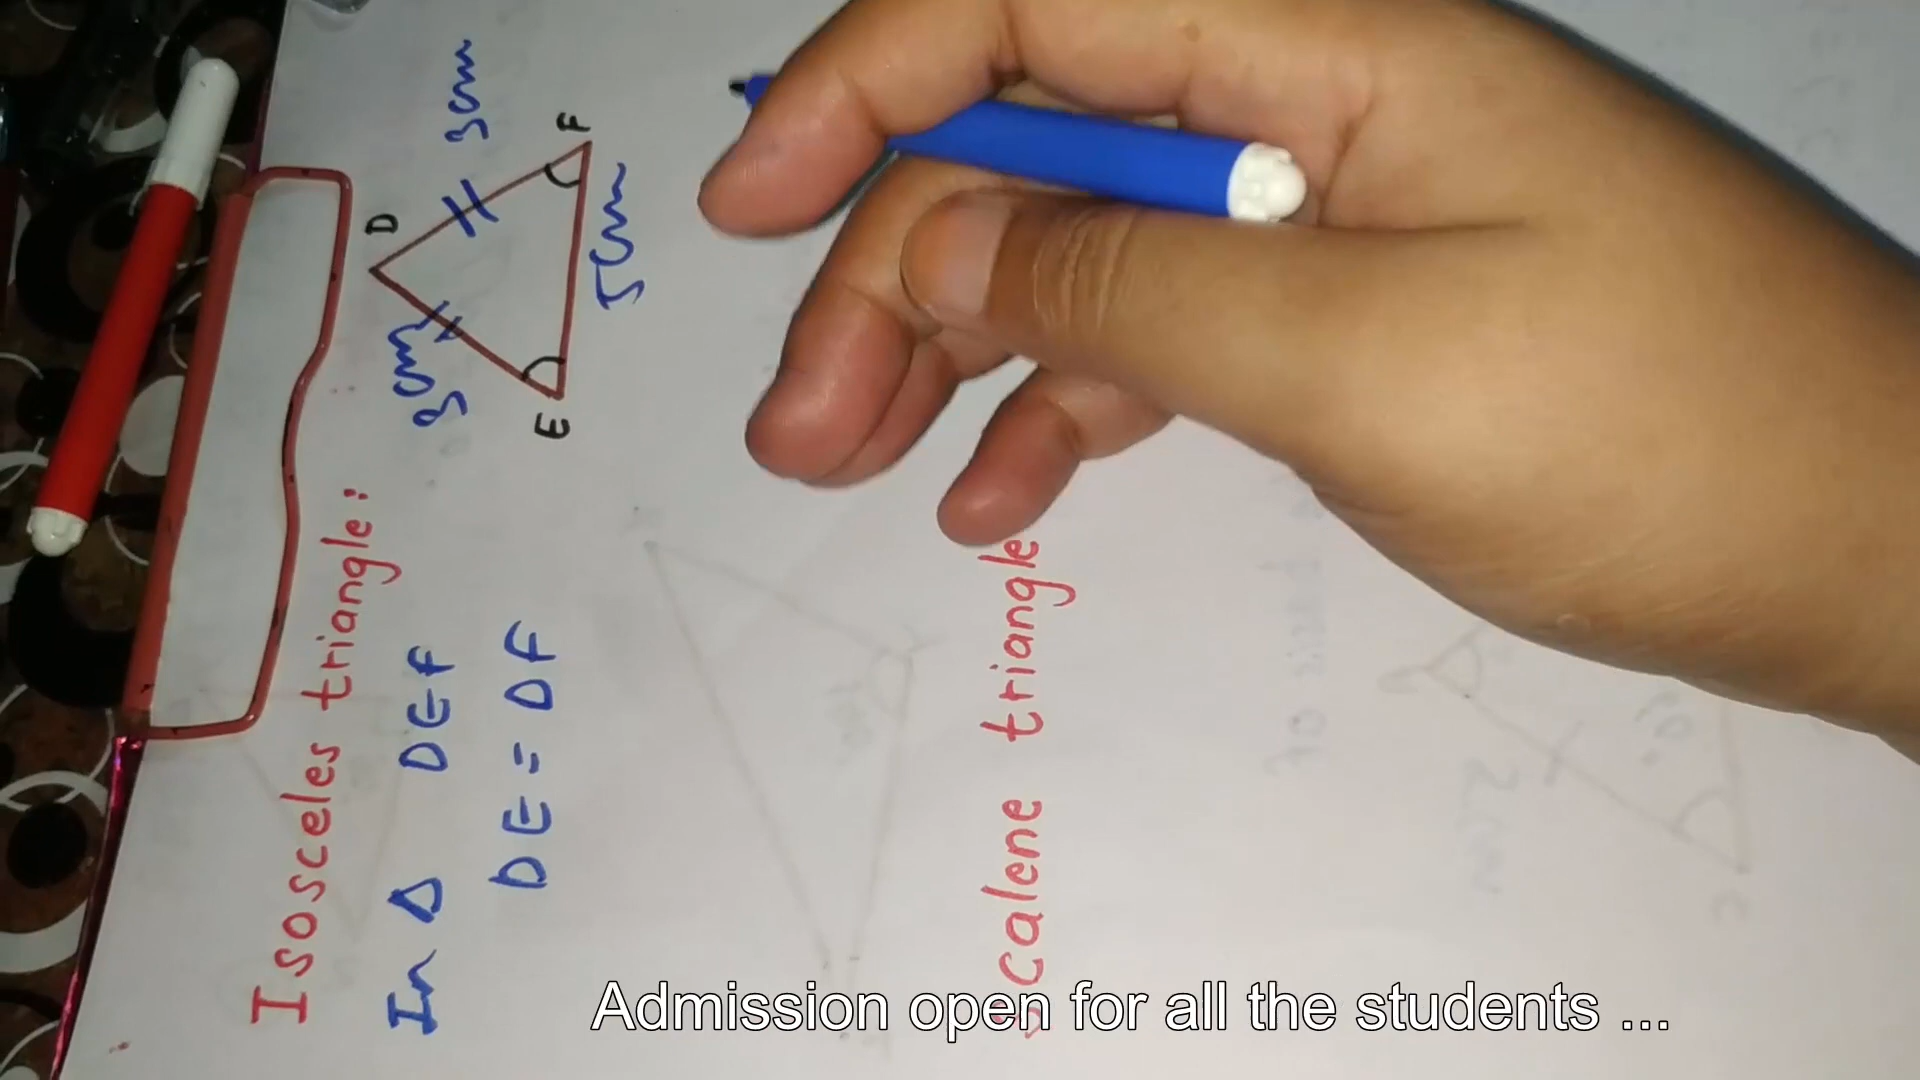 Isosceles triangle:
In Δ DEF
DE = DF
D
E
F
3cm
3cm
5cm
Scalene triangle
Admission open for all the students ...